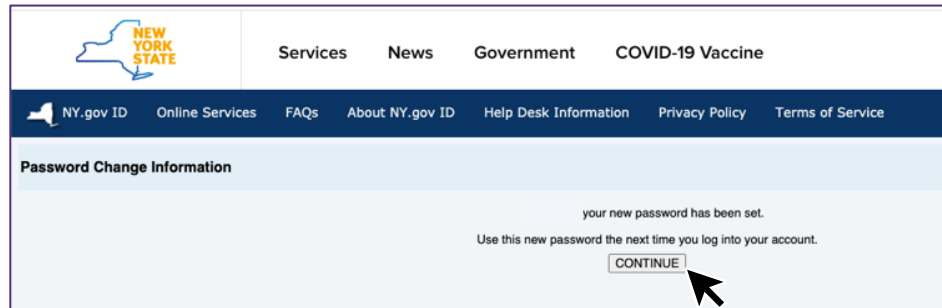 NEW
YORK
STATE
Services News Government COVID-19 Vaccine
NY.gov ID Online Services FAQs About NY.gov ID Help Desk Information Privacy Policy Terms of Service
Password Change Information
your new password has been set.
Use this new password the next time you log into your account.
CONTINUE